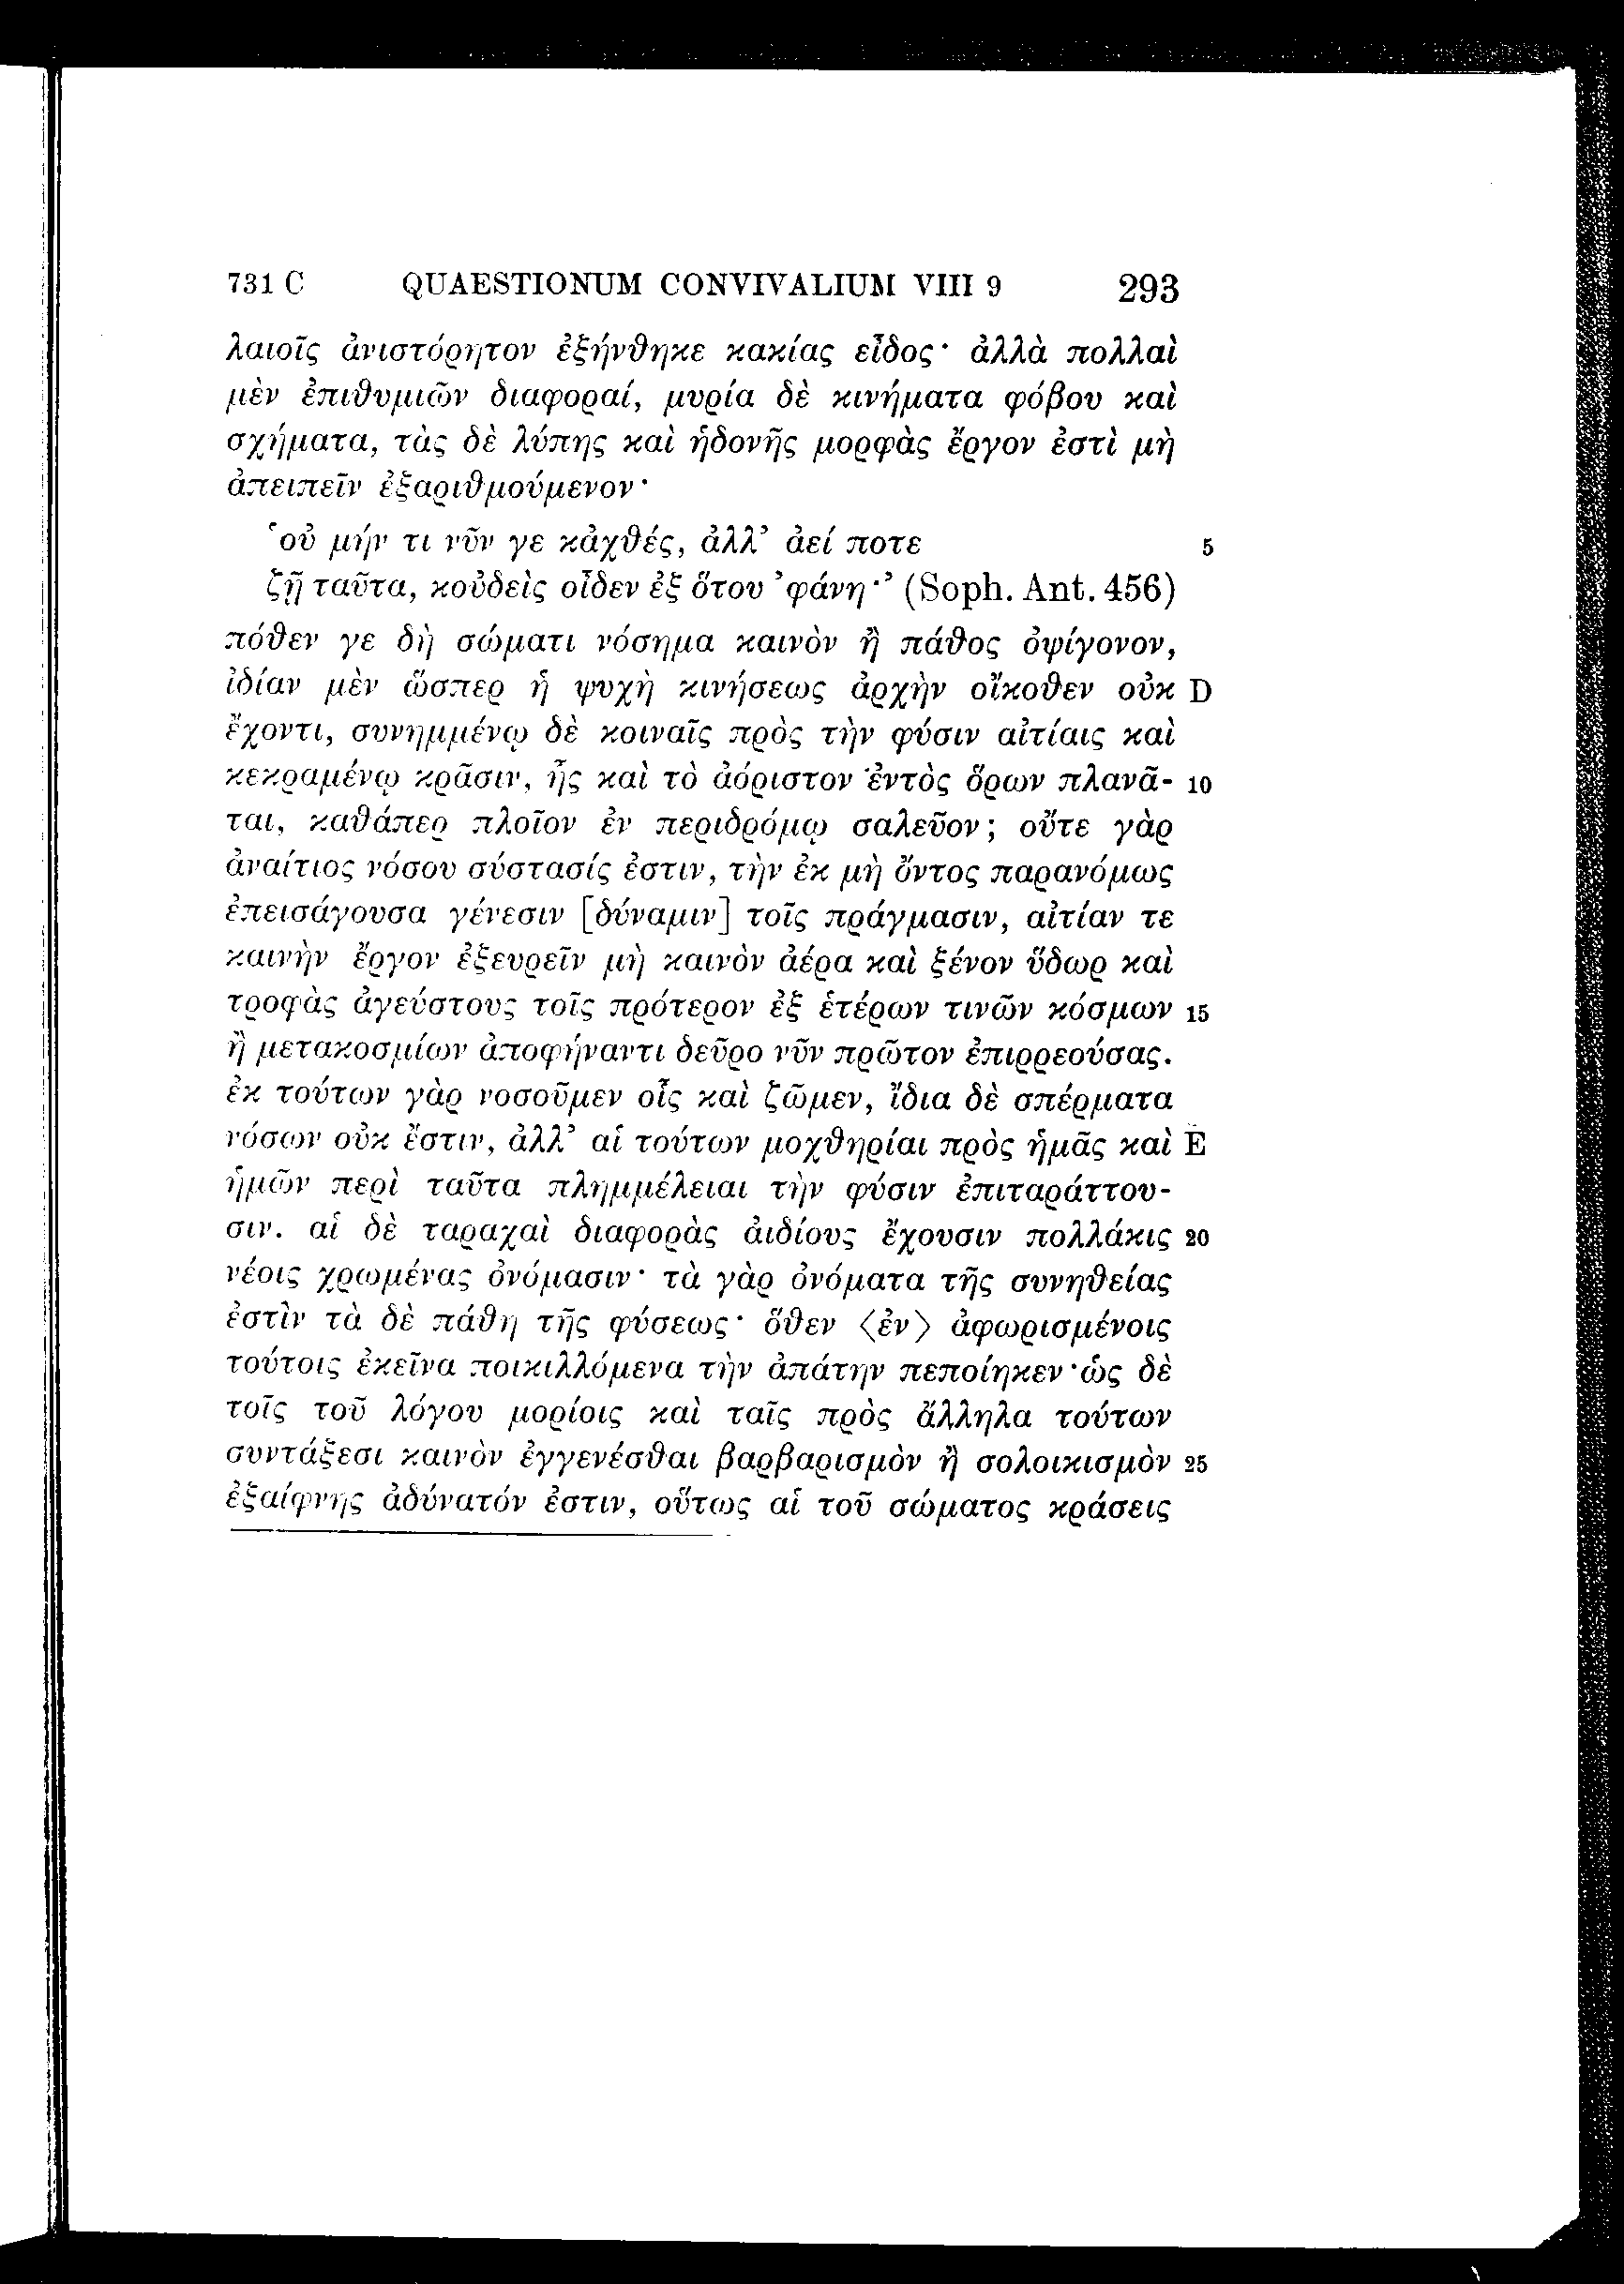 731 C QUAESTIONUM CONVIVALIUM VIII 9 293
λαιοῖς ἀνιστόρητον ἐξήνθηκε κακίας εἶδος· ἀλλὰ πολλαὶ
μὲν ἐπιθυμιῶν διαφοραί, μυρία δὲ κινήματα φόβου καὶ
σχήματα, τὰς δὲ λύπης καὶ ἡδονῆς μορφὰς ἔργον ἐστὶ μὴ
ἀπειπεῖν ἐξαριθμούμενον·
‘οὐ μήν τι νῦν γε κἀχθές, ἀλλ’ ἀεί ποτε 5
ζῇ ταῦτα, κοὐδεὶς οἶδεν ἐξ ὅτου ’φάνη·’ (Soph. Ant. 456)
πόθεν γε δὴ σώματι νόσημα καινὸν ἢ πάθος ὀψίγονον,
ἰδίαν μὲν ὥσπερ ἡ ψυχὴ κινήσεως ἀρχὴν οἴκοθεν οὐκ D
ἔχοντι, συνημμένῳ δὲ κοιναῖς πρὸς τὴν φύσιν αἰτίαις καὶ
κεκραμένῳ κρᾶσιν, ἧς καὶ τὸ ἀόριστον ἐντὸς ὅρων πλανᾶ- 10
ται, καθάπερ πλοῖον ἐν περιδρόμῳ σαλεῦον; οὔτε γὰρ
ἀναίτιος νόσου σύστασίς ἐστιν, τὴν ἐκ μὴ ὄντος παρανόμως
ἐπεισάγουσα γένεσιν [δύναμιν] τοῖς πράγμασιν, αἰτίαν τε
καινὴν ἔργον ἐξευρεῖν μὴ καινὸν ἀέρα καὶ ξένον ὕδωρ καὶ
τροφὰς ἀγεύστους τοῖς πρότερον ἐξ ἑτέρων τινῶν κόσμων 15
ἢ μετακοσμίων ἀποφήναντι δεῦρο νῦν πρῶτον ἐπιρρεούσας.
ἐκ τούτων γὰρ νοσοῦμεν οἷς καὶ ζῶμεν, ἴδια δὲ σπέρματα
νόσων οὐκ ἔστιν, ἀλλ’ αἱ τούτων μοχθηρίαι πρὸς ἡμᾶς καὶ E
ἡμῶν περὶ ταῦτα πλημμέλειαι τὴν φύσιν ἐπιταράττου-
σιν. αἱ δὲ ταραχαὶ διαφορὰς ἀιδίους ἔχουσιν πολλάκις 20
νέοις χρωμένας ὀνόμασιν· τὰ γὰρ ὀνόματα τῆς συνηθείας
ἐστὶν τὰ δὲ πάθη τῆς φύσεως· ὅθεν ⟨ἐν⟩ ἀφωρισμένοις
τούτοις ἐκεῖνα ποικιλλόμενα τὴν ἀπάτην πεποίηκεν· ὡς δὲ
τοῖς τοῦ λόγου μορίοις καὶ ταῖς πρὸς ἄλληλα τούτων
συντάξεσι καινὸν ἐγγενέσθαι βαρβαρισμὸν ἢ σολοικισμὸν 25
ἐξαίφνης ἀδύνατόν ἐστιν, οὕτως αἱ τοῦ σώματος κράσεις